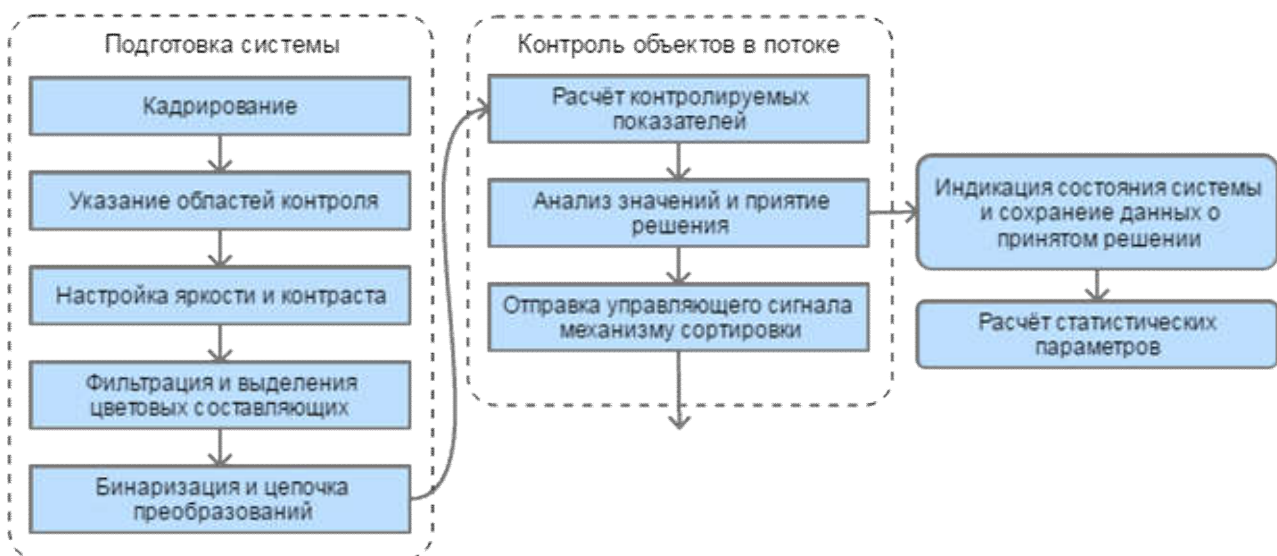 Подготовка системы
Кадрирование
Указание областей контроля
Настройка яркости и контраста
Фильтрация и выделения
цветовых составляющих
Бинаризация и цепочка
преобразований
Контроль объектов в потоке
Расчёт контролируемых
показателей
Анализ значений и приятие
решения
Отправка управляющего сигнала
механизму сортировки
Индикация состояния системы
и сохранеие данных о
принятом решении
Расчёт статистических
параметров